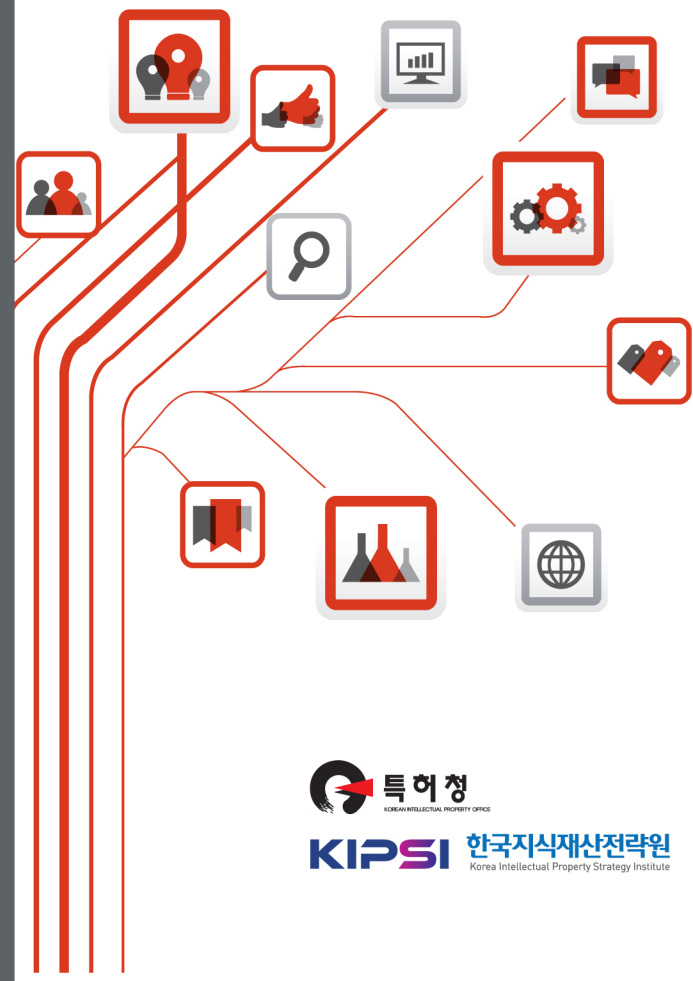 특허청
KOREAN INTELLECTUAL PROPERTY OFFICE
KIPSI 한국지식재산전략원
Korea Intellectual Property Strategy Institute